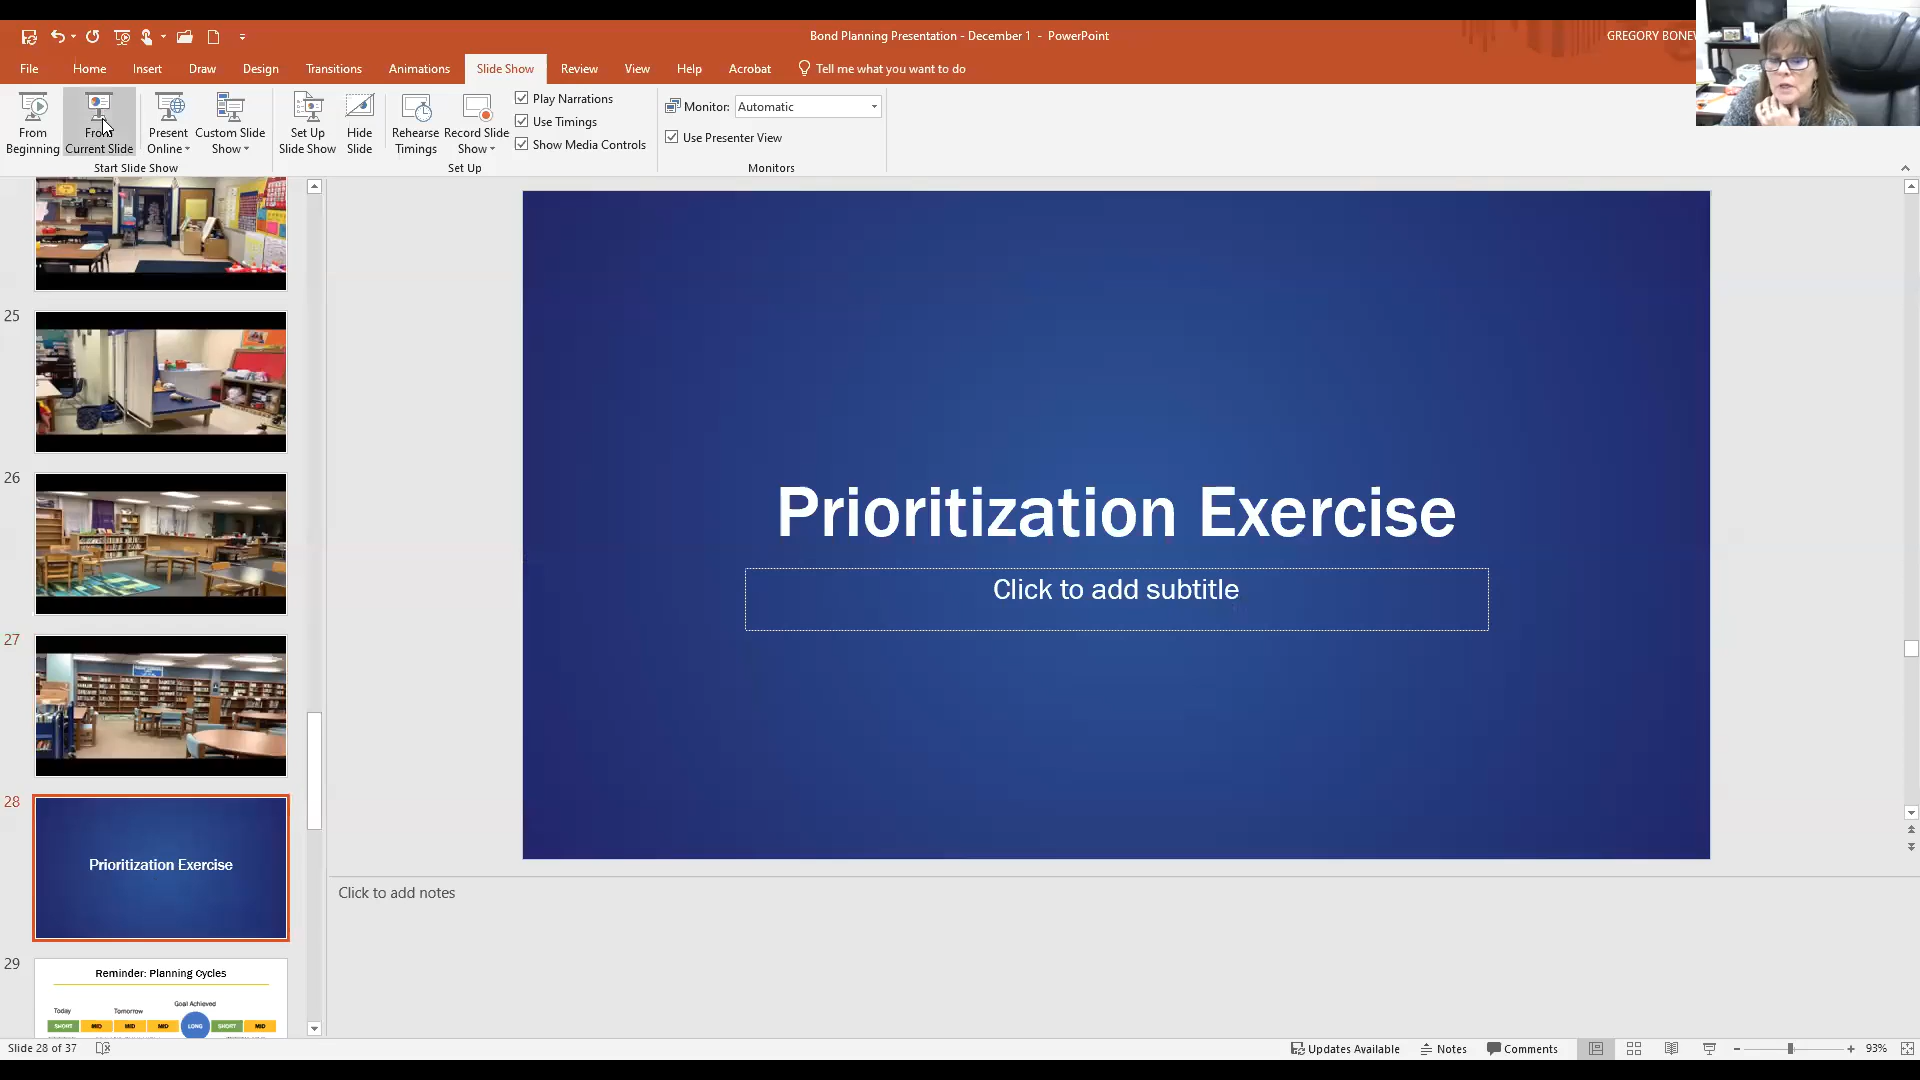 Bond Planning Presentation - December 1 - PowerPoint
GREGORY BONEW
File Home Insert Draw Design Transitions Animations Slide Show Review View Help Acrobat Tell me what you want to do
From Beginning
From Current Slide
Present Online
Custom Slide Show
Start Slide Show
Set Up Slide Show
Hide Slide
Rehearse Timings
Record Slide Show
Play Narrations
Use Timings
Show Media Controls
Set Up
Monitor: Automatic
Use Presenter View
Monitors
25
26
27
28
Prioritization Exercise
29
Reminder: Planning Cycles
Goal Achieved
Today Tomorrow
SHORT MID MID MID LONG SHORT MID
Prioritization Exercise
Click to add subtitle
Click to add notes
Slide 28 of 37
Updates Available Notes Comments 93%